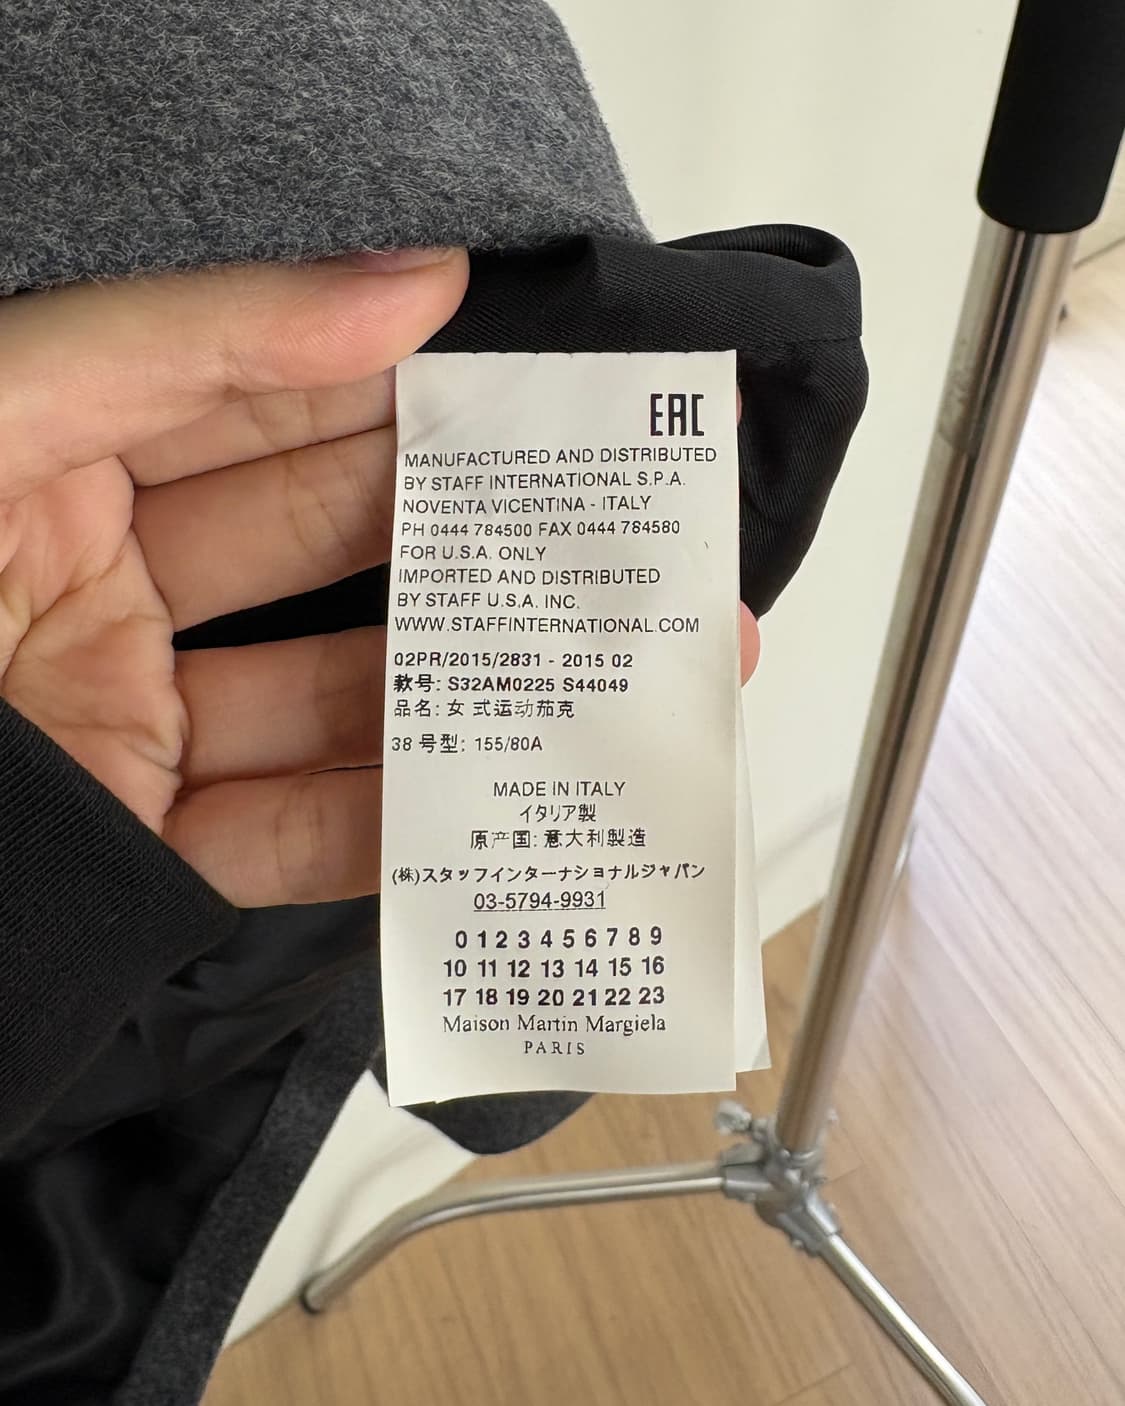 EAC
MANUFACTURED AND DISTRIBUTED
BY STAFF INTERNATIONAL S.P.A.
NOVENTA VICENTINA - ITALY
PH 0444 784500 FAX 0444 784580
FOR U.S.A. ONLY
IMPORTED AND DISTRIBUTED
BY STAFF U.S.A. INC.
WWW.STAFFINTERNATIONAL.COM
02PR/2015/2831 - 2015 02
款号: S32AM0225 S44049
品名: 女 式运动茄克
38 号型: 155/80A
MADE IN ITALY
イタリア製
原产国: 意大利製造
(株)スタッフインターナショナルジャパン
03-5794-9931
0 1 2 3 4 5 6 7 8 9
10 11 12 13 14 15 16
17 18 19 20 21 22 23
Maison Martin Margiela
PARIS